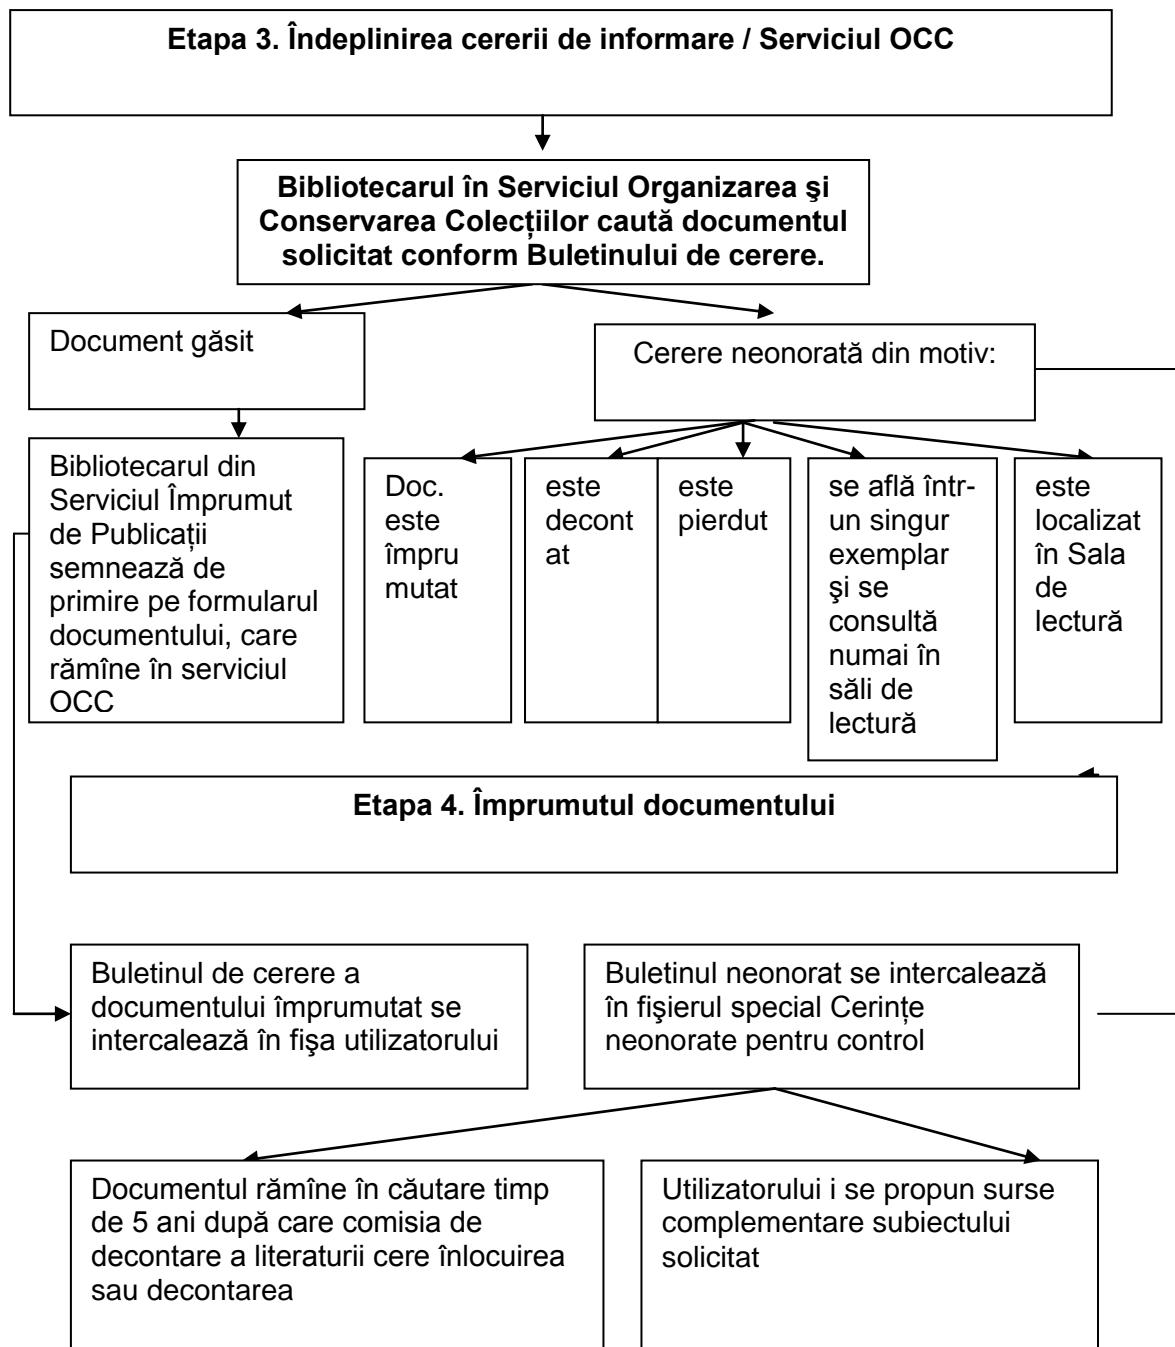 Etapa 3. Îndeplinirea cererii de informare / Serviciul OCC
Bibliotecarul în Serviciul Organizarea şi
Conservarea Colecțiilor caută documentul
solicitat conform Buletinului de cerere.
Document găsit
Cerere neonorată din motiv:
Bibliotecarul din
Serviciul Împrumut
de Publicații
semnează de
primire pe formularul
documentului, care
rămîne în serviciul
OCC
Doc.
este
împru
mutat
este
decont
at
este
pierdut
se află într-
un singur
exemplar
şi se
consultă
numai în
săli de
lectură
este
localizat
în Sala
de
lectură
Etapa 4. Împrumutul documentului
Buletinul de cerere a
documentului împrumutat se
intercalează în fişa utilizatorului
Buletinul neonorat se intercalează
în fişierul special Cerințe
neonorate pentru control
Documentul rămîne în căutare timp
de 5 ani după care comisia de
decontare a literaturii cere înlocuirea
sau decontarea
Utilizatorului i se propun surse
complementare subiectului
solicitat